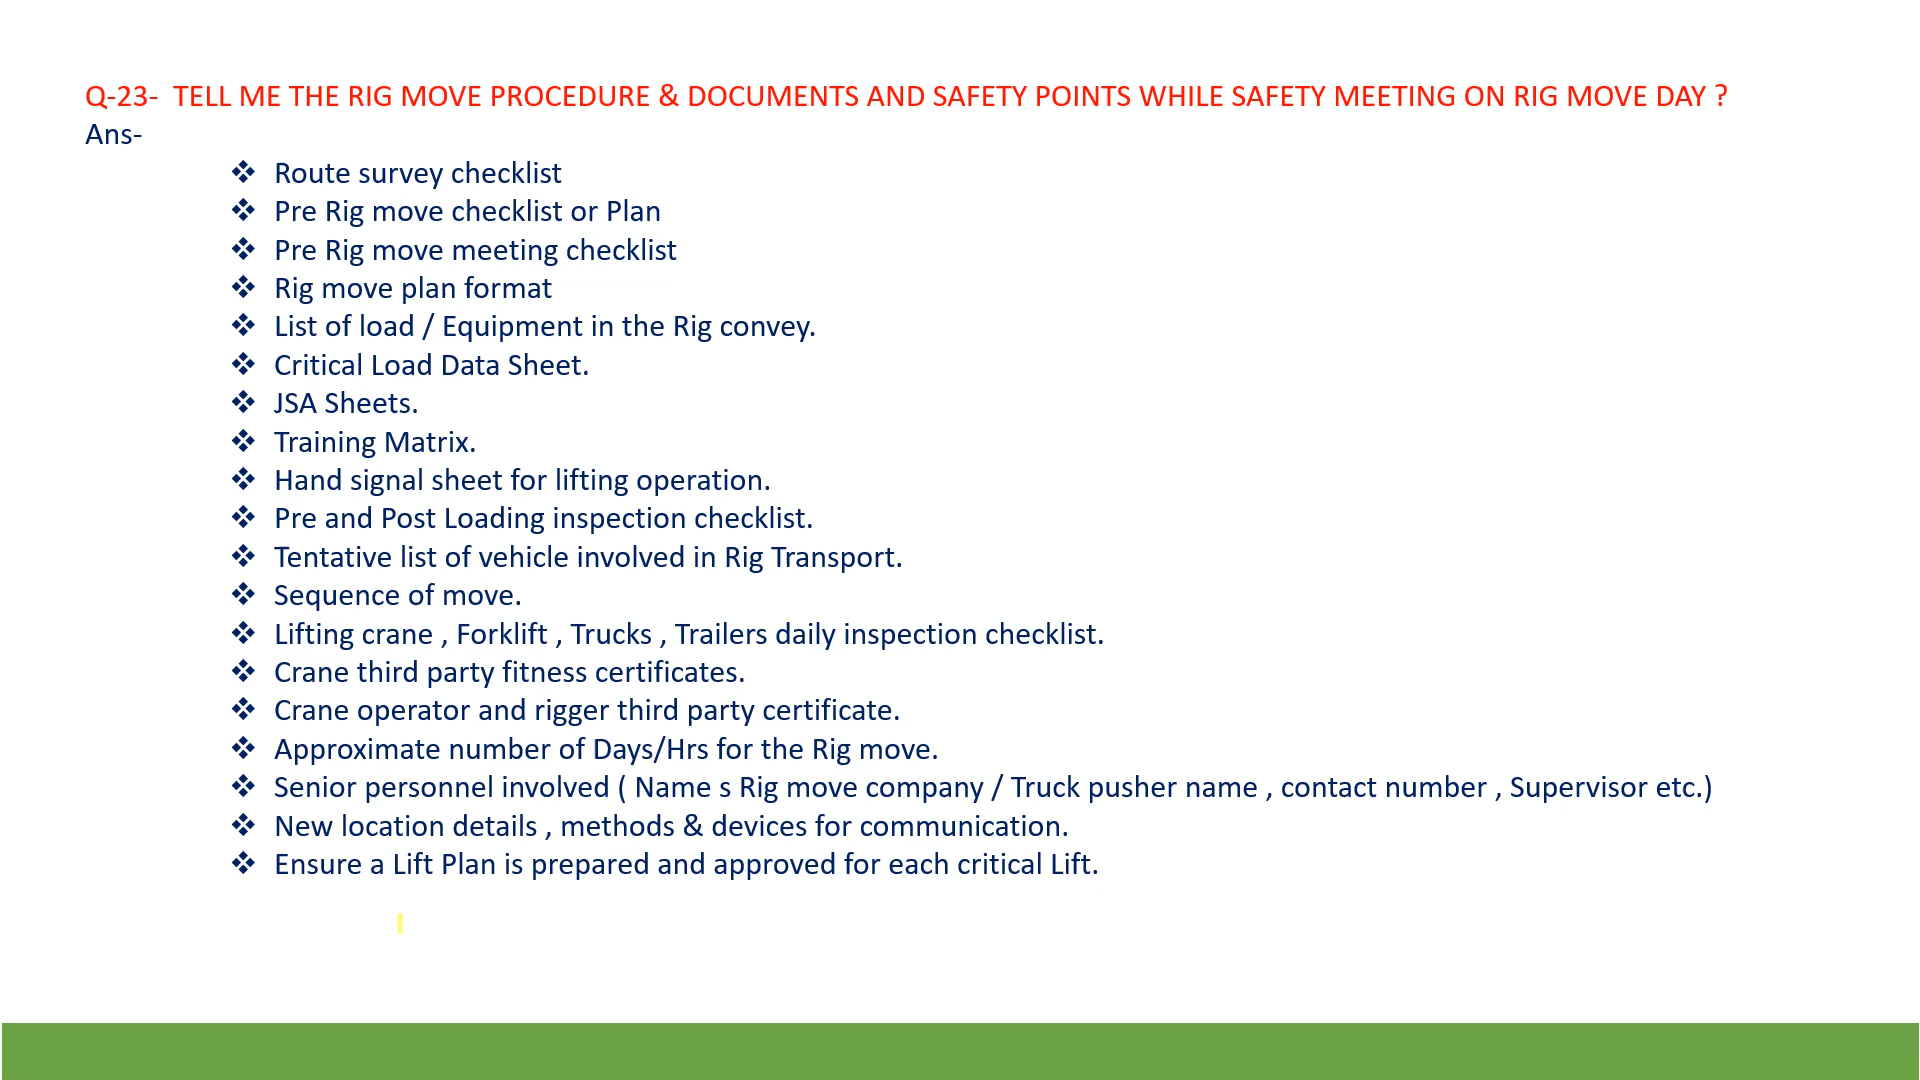 Q-23- TELL ME THE RIG MOVE PROCEDURE & DOCUMENTS AND SAFETY POINTS WHILE SAFETY MEETING ON RIG MOVE DAY ?
Ans-
❖ Route survey checklist
❖ Pre Rig move checklist or Plan
❖ Pre Rig move meeting checklist
❖ Rig move plan format
❖ List of load / Equipment in the Rig convey.
❖ Critical Load Data Sheet.
❖ JSA Sheets.
❖ Training Matrix.
❖ Hand signal sheet for lifting operation.
❖ Pre and Post Loading inspection checklist.
❖ Tentative list of vehicle involved in Rig Transport.
❖ Sequence of move.
❖ Lifting crane , Forklift , Trucks , Trailers daily inspection checklist.
❖ Crane third party fitness certificates.
❖ Crane operator and rigger third party certificate.
❖ Approximate number of Days/Hrs for the Rig move.
❖ Senior personnel involved ( Name s Rig move company / Truck pusher name , contact number , Supervisor etc.)
❖ New location details , methods & devices for communication.
❖ Ensure a Lift Plan is prepared and approved for each critical Lift.